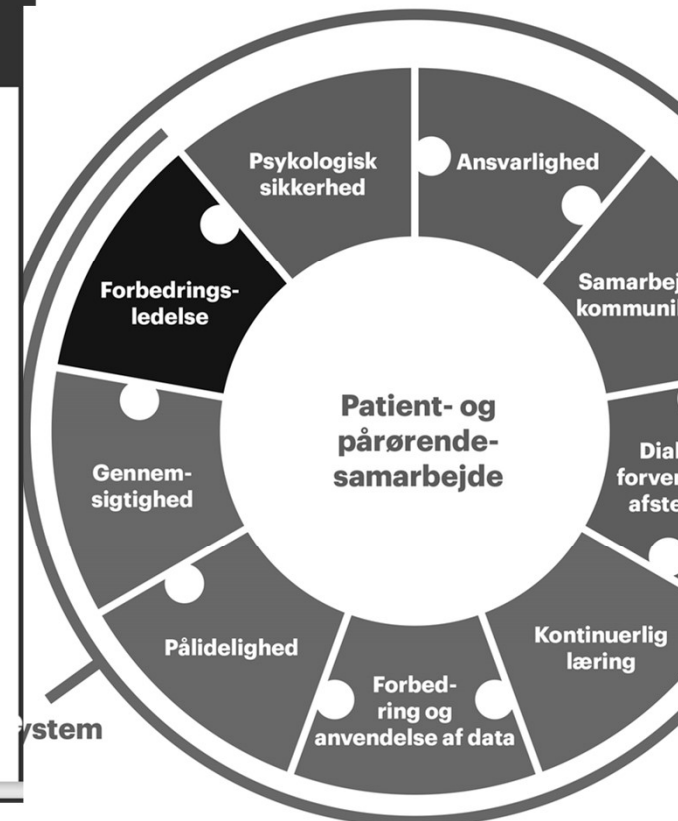 Psykologisk
sikkerhed
Ansvarlighed
Forbedrings-
ledelse
Patient- og
pårørende-
samarbejde
Gennem-
sigtighed
Pålidelighed
Forbed-
ring og
anvendelse af data
Kontinuerlig
læring